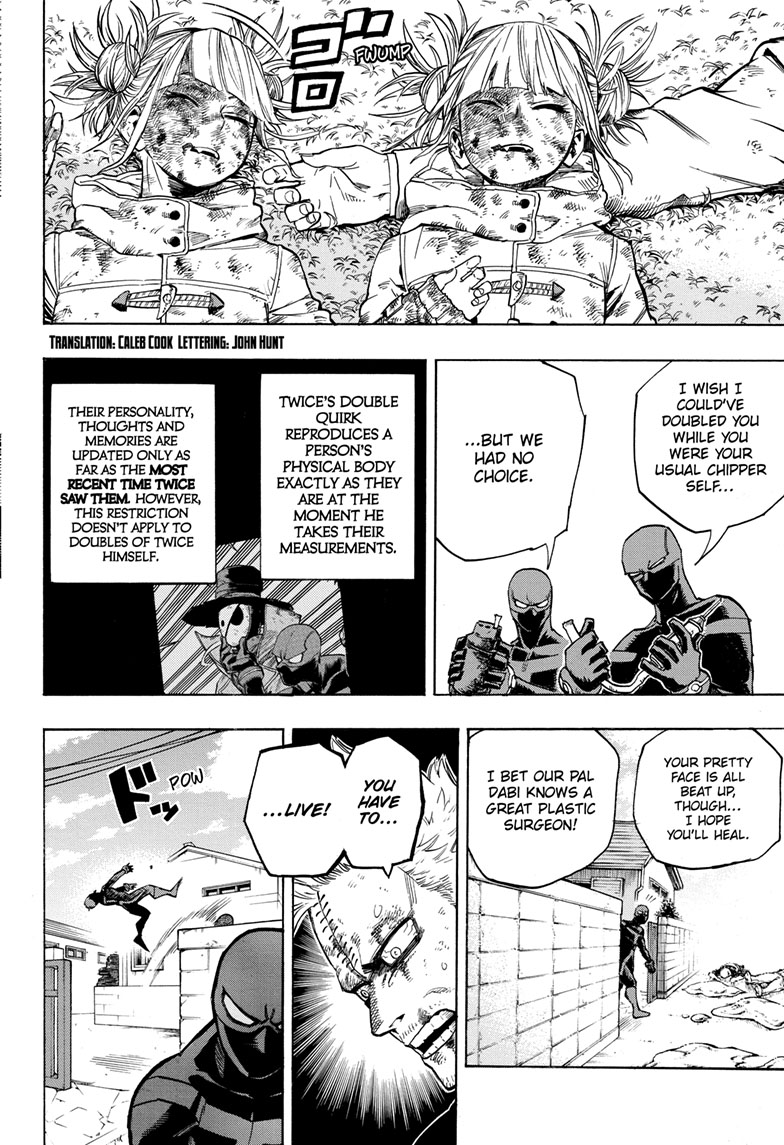 ゴロ
FWUMP
TRANSLATION: CALEB COOK LETTERING: JOHN HUNT
I WISH I
COULD'VE
DOUBLED YOU
WHILE YOU
WERE YOUR
USUAL CHIPPER
SELF...
...BUT WE
HAD NO
CHOICE.
TWICE'S DOUBLE
QUIRK
REPRODUCES A
PERSON'S
PHYSICAL BODY
EXACTLY AS THEY
ARE AT THE
MOMENT HE
TAKES THEIR
MEASUREMENTS.
THEIR PERSONALITY,
THOUGHTS AND
MEMORIES ARE
UPDATED ONLY AS
FAR AS THE MOST
RECENT TIME TWICE
SAW THEM. HOWEVER,
THIS RESTRICTION
DOESN'T APPLY TO
DOUBLES OF TWICE
HIMSELF.
YOUR PRETTY
FACE IS ALL
BEAT UP,
THOUGH...
I HOPE
YOU'LL HEAL.
I BET OUR PAL
DABI KNOWS A
GREAT PLASTIC
SURGEON!
YOU
HAVE
TO...
...LIVE!
ドッ
POW